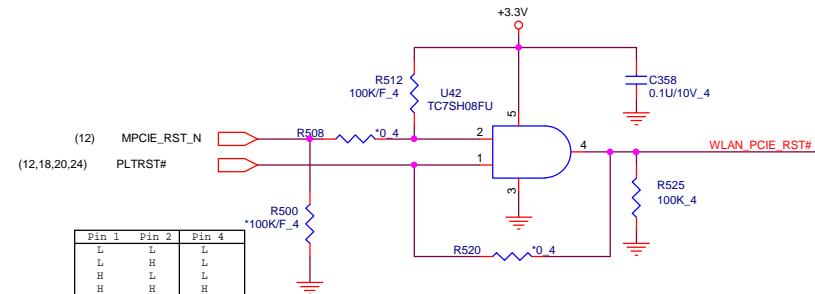 +3.3V
R512
100K/F_4
U42
TC7SH08FU
C358
0.1U/10V_4
5
(12) MPCIE_RST_N
R508 *0_4
2
(12,18,20,24) PLTRST#
1
4
WLAN_PCIE_RST#
3
R500
*100K/F_4
R525
100K_4
R520 *0_4
Pin 1 Pin 2 Pin 4
L L L
L H L
H L L
H H H